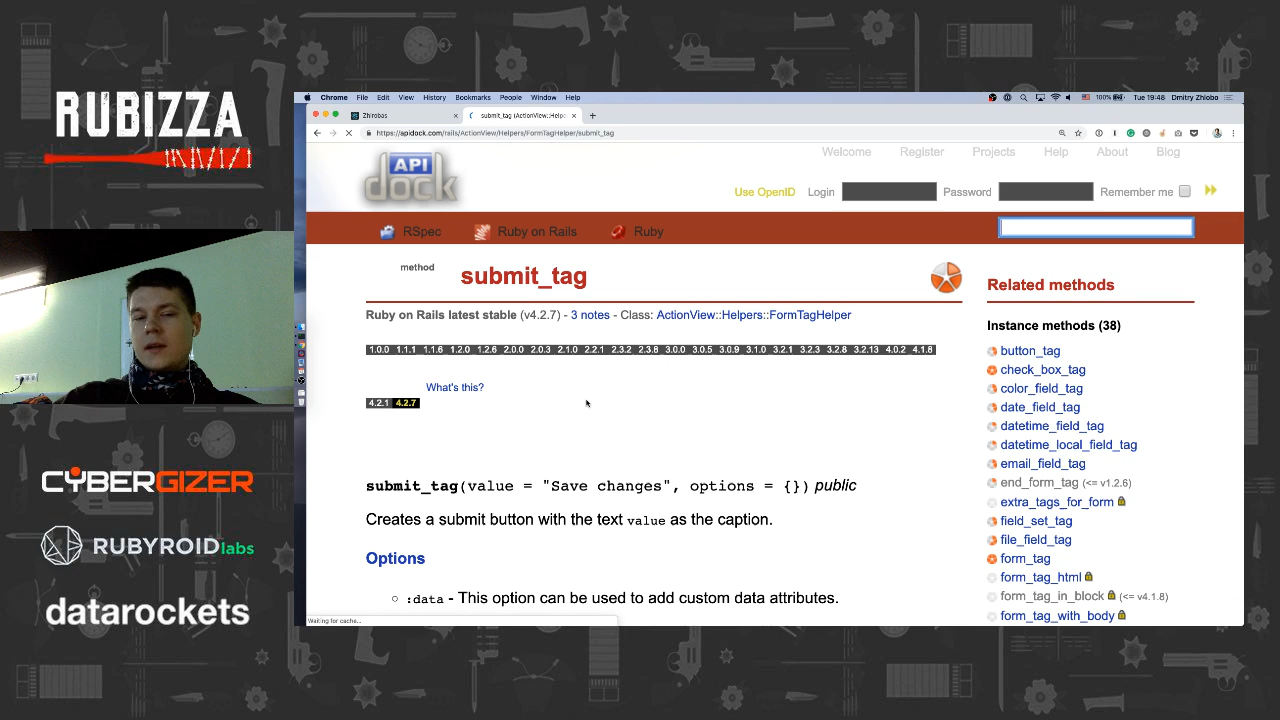 RUBIZZA
CYBERGIZER
RUBYROID labs
datarockets
Chrome File Edit View History Bookmarks People Window Help
100% Tue 19:48 Dmitry Zhlobo
Zhirobas
submit_tag (ActionView::Helpe
https://apidock.com/rails/ActionView/Helpers/FormTagHelper/submit_tag
API dock
Welcome Register Projects Help About Blog
Use OpenID Login Password Remember me
RSpec Ruby on Rails Ruby
method
submit_tag
Ruby on Rails latest stable (v4.2.7) - 3 notes - Class: ActionView::Helpers::FormTagHelper
1.0.0 1.1.1 1.1.6 1.2.0 1.2.6 2.0.0 2.0.3 2.1.0 2.2.1 2.3.2 2.3.8 3.0.0 3.0.5 3.0.9 3.1.0 3.2.1 3.2.3 3.2.8 3.2.13 4.0.2 4.1.8
What's this?
4.2.1 4.2.7
submit_tag(value = "Save changes", options = {}) public
Creates a submit button with the text value as the caption.
Options
:data - This option can be used to add custom data attributes.
Related methods
Instance methods (38)
button_tag
check_box_tag
color_field_tag
date_field_tag
datetime_field_tag
datetime_local_field_tag
email_field_tag
end_form_tag (<= v1.2.6)
extra_tags_for_form
field_set_tag
file_field_tag
form_tag
form_tag_html
form_tag_in_block (<= v4.1.8)
form_tag_with_body
Waiting for cache...